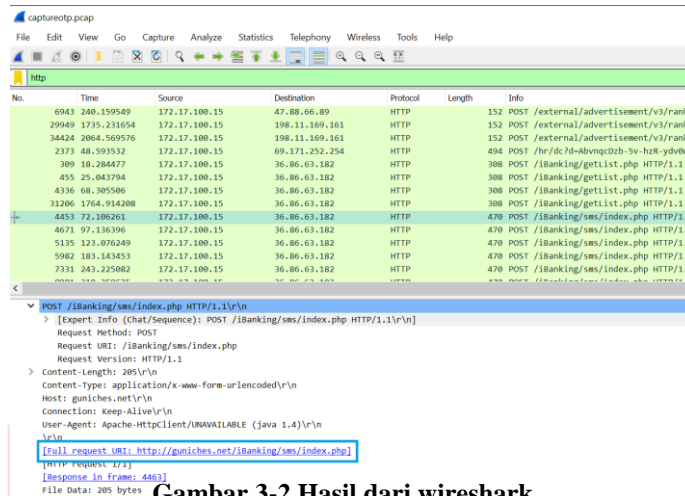 captureotp.pcap
File Edit View Go Capture Analyze Statistics Telephony Wireless Tools Help
http
No. Time Source Destination Protocol Length Info
6943 240.159549 172.17.100.15 47.88.66.89 HTTP 152 POST /external/advertisement/v3/ran
29949 1735.231654 172.17.100.15 198.11.169.161 HTTP 152 POST /external/advertisement/v3/ran
34424 2064.569576 172.17.100.15 198.11.169.161 HTTP 152 POST /external/advertisement/v3/ran
2373 48.593532 172.17.100.15 69.171.252.254 HTTP 494 POST /hr/dc?d=AbvnqcDzb-5v-hzR-ydv0
309 18.284477 172.17.100.15 36.86.63.182 HTTP 308 POST /iBanking/getList.php HTTP/1.1
455 25.043794 172.17.100.15 36.86.63.182 HTTP 308 POST /iBanking/getList.php HTTP/1.1
4336 68.305506 172.17.100.15 36.86.63.182 HTTP 308 POST /iBanking/getList.php HTTP/1.1
31206 1764.914208 172.17.100.15 36.86.63.182 HTTP 308 POST /iBanking/getList.php HTTP/1.1
4453 72.106261 172.17.100.15 36.86.63.182 HTTP 470 POST /iBanking/sms/index.php HTTP/1.
4671 97.136396 172.17.100.15 36.86.63.182 HTTP 470 POST /iBanking/sms/index.php HTTP/1.
5135 123.076249 172.17.100.15 36.86.63.182 HTTP 470 POST /iBanking/sms/index.php HTTP/1.
5982 183.143453 172.17.100.15 36.86.63.182 HTTP 470 POST /iBanking/sms/index.php HTTP/1.
7331 243.225082 172.17.100.15 36.86.63.182 HTTP 470 POST /iBanking/sms/index.php HTTP/1.
POST /iBanking/sms/index.php HTTP/1.1\r\n
[Expert Info (Chat/Sequence): POST /iBanking/sms/index.php HTTP/1.1\r\n]
Request Method: POST
Request URI: /iBanking/sms/index.php
Request Version: HTTP/1.1
Content-Length: 205\r\n
Content-Type: application/x-www-form-urlencoded\r\n
Host: guniches.net\r\n
Connection: Keep-Alive\r\n
User-Agent: Apache-HttpClient/UNAVAILABLE (java 1.4)\r\n
\r\n
[Full request URI: http://guniches.net/iBanking/sms/index.php]
[HTTP request 1/1]
[Response in frame: 4463]
File Data: 205 bytes
Gambar 3-2 Hasil dari wireshark